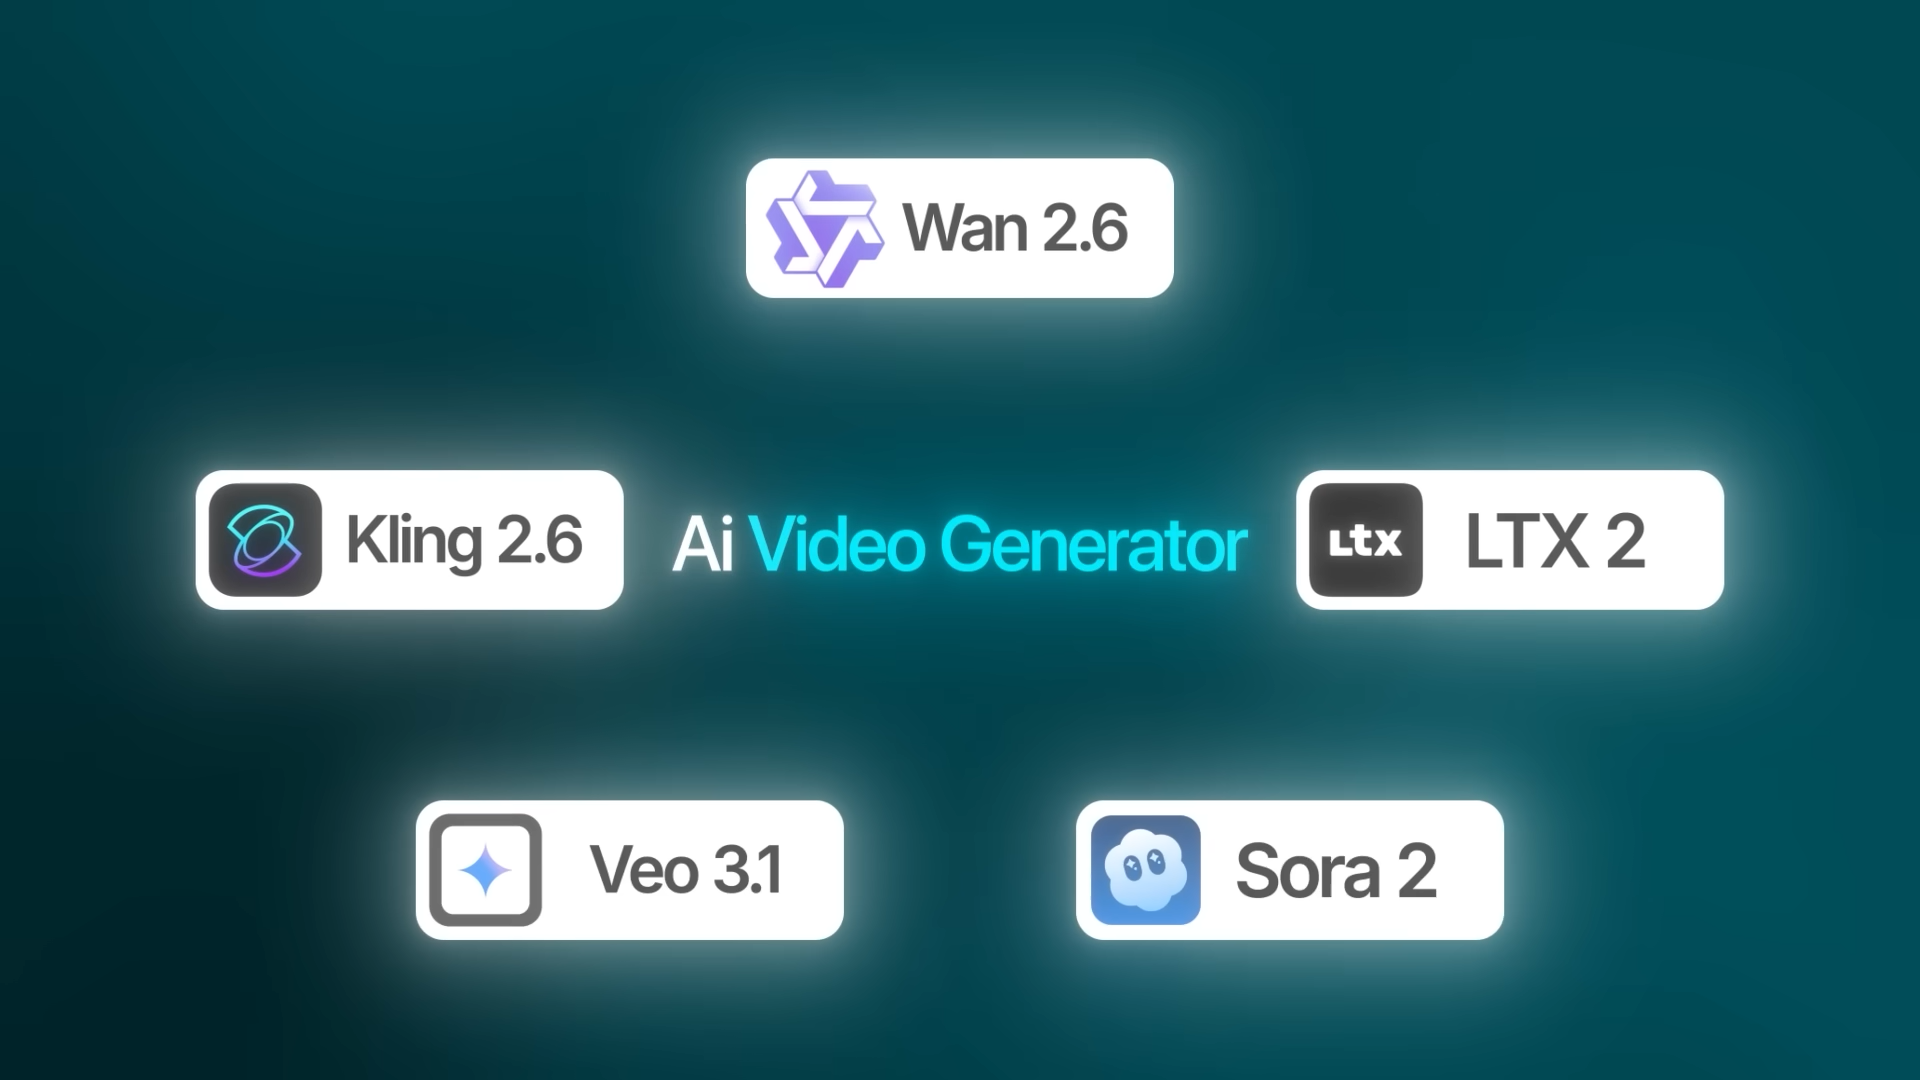 Wan 2.6
Kling 2.6
Ai Video Generator
Ltx
LTX 2
Veo 3.1
Sora 2